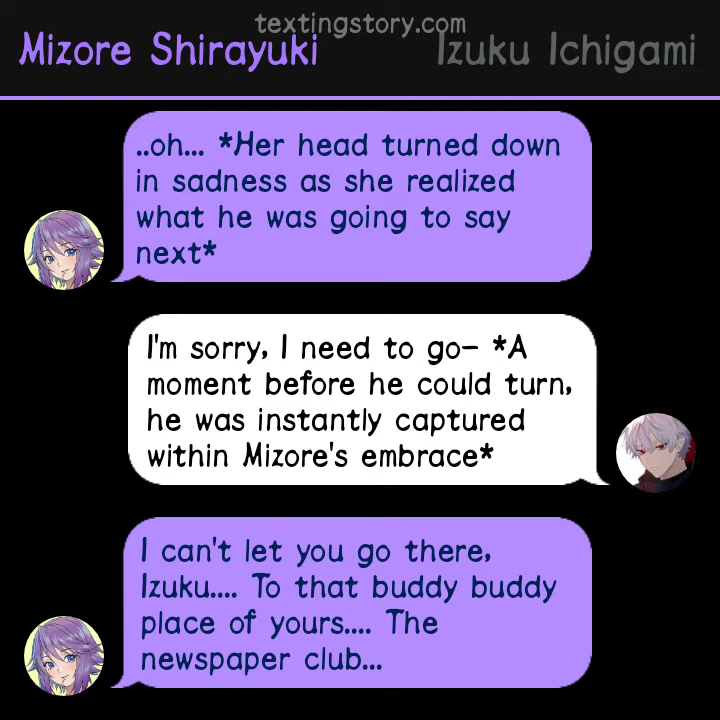 textingstory.com
Mizore Shirayuki
Izuku Ichigami
..oh... *Her head turned down
in sadness as she realized
what he was going to say
next*
I'm sorry, I need to go– *A
moment before he could turn,
he was instantly captured
within Mizore's embrace*
I can't let you go there,
Izuku.... To that buddy buddy
place of yours.... The
newspaper club...